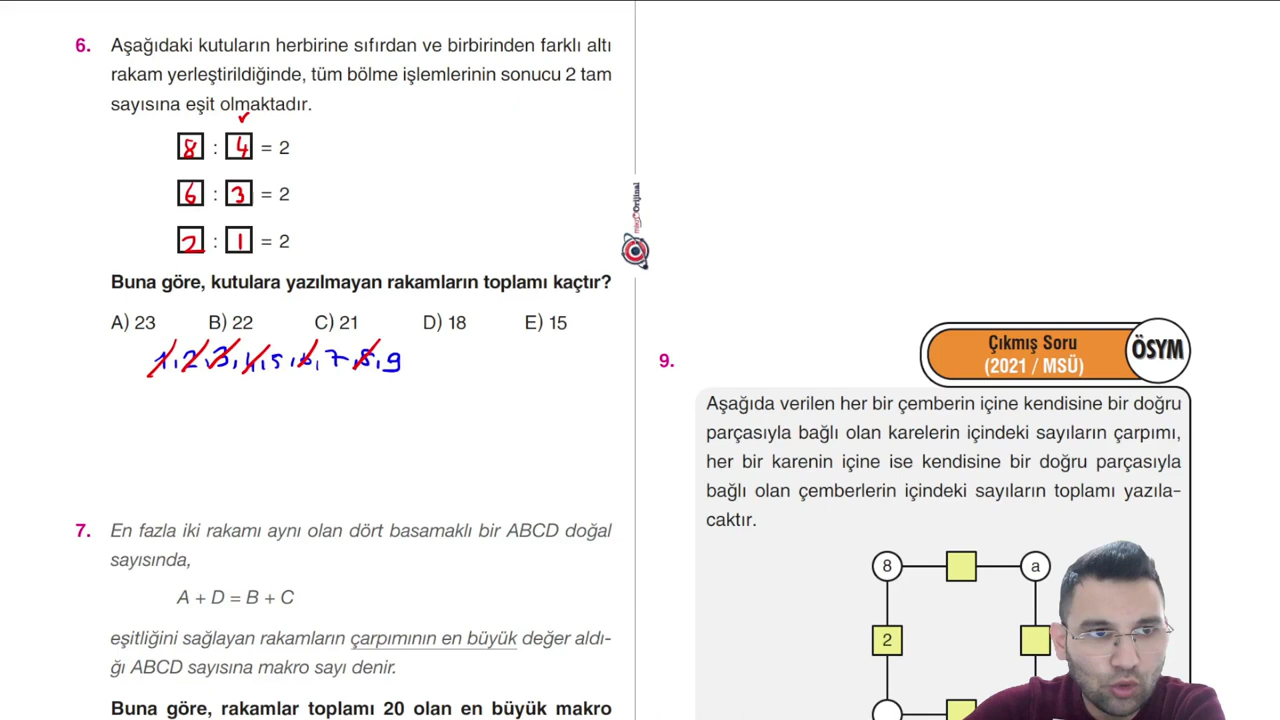 6. Aşağıdaki kutuların herbirine sıfırdan ve birbirinden farklı altı
rakam yerleştirildiğinde, tüm bölme işlemlerinin sonucu 2 tam
sayısına eşit olmaktadır.
8 : 4 = 2
6 : 3 = 2
2 : 1 = 2
Buna göre, kutulara yazılmayan rakamların toplamı kaçtır?
A) 23 B) 22 C) 21 D) 18 E) 15
1, 2, 3, 4, 5, 6, 7, 8, 9
7. En fazla iki rakamı aynı olan dört basamaklı bir ABCD doğal
sayısında,
A + D = B + C
eşitliğini sağlayan rakamların çarpımının en büyük değer aldı-
ğı ABCD sayısına makro sayı denir.
Buna göre, rakamlar toplamı 20 olan en büyük makro
Orijinal
Çıkmış Soru
(2021 / MSÜ)
ÖSYM
9.
Aşağıda verilen her bir çemberin içine kendisine bir doğru
parçasıyla bağlı olan karelerin içindeki sayıların çarpımı,
her bir karenin içine ise kendisine bir doğru parçasıyla
bağlı olan çemberlerin içindeki sayıların toplamı yazıla-
caktır.
8 a
2